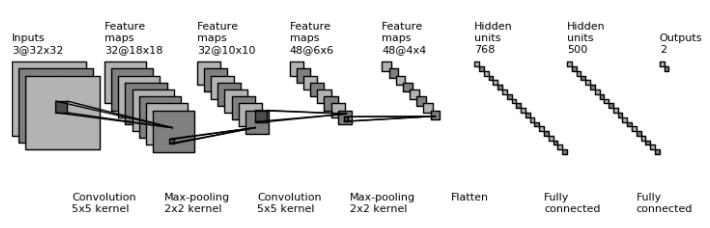 Inputs
3@32x32
Feature
maps
32@18x18
Feature
maps
32@10x10
Feature
maps
48@6x6
Feature
maps
48@4x4
Hidden
units
768
Hidden
units
500
Outputs
2
Convolution
5x5 kernel
Max-pooling
2x2 kernel
Convolution
5x5 kernel
Max-pooling
2x2 kernel
Flatten
Fully
connected
Fully
connected